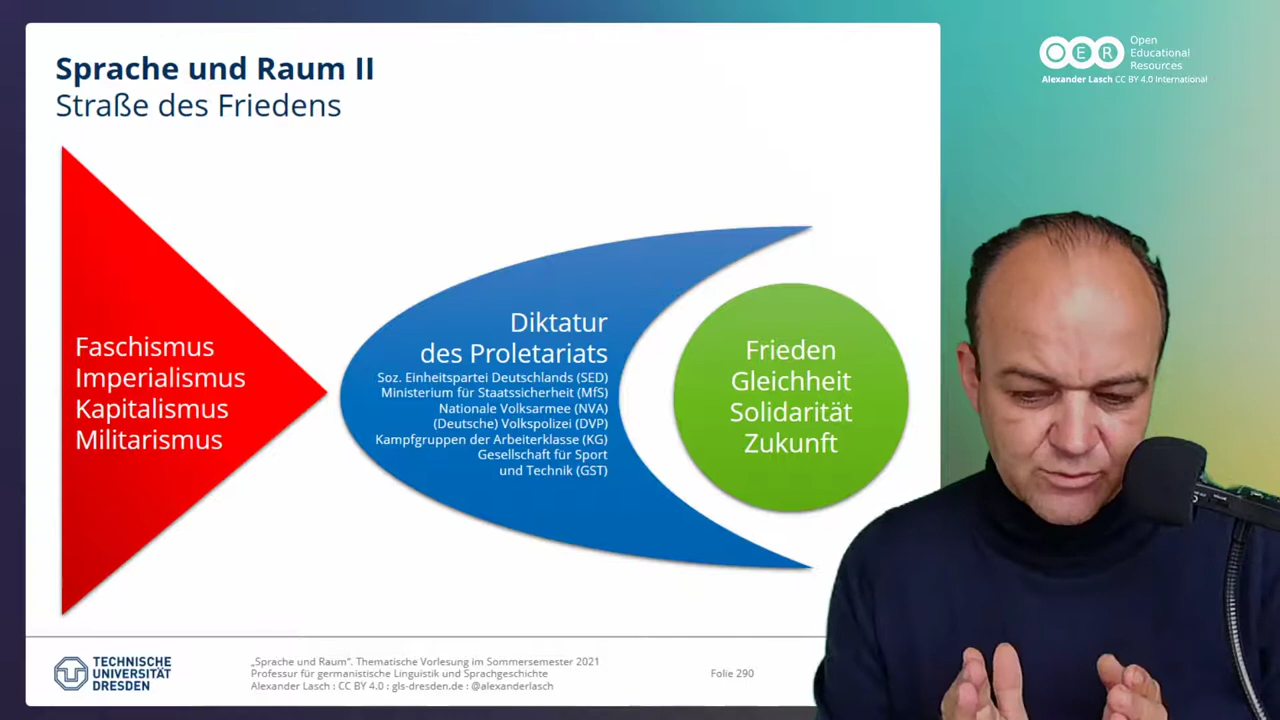 Sprache und Raum II
Straße des Friedens
Faschismus
Imperialismus
Kapitalismus
Militarismus
Diktatur
des Proletariats
Soz. Einheitspartei Deutschlands (SED)
Ministerium für Staatssicherheit (MfS)
Nationale Volksarmee (NVA)
(Deutsche) Volkspolizei (DVP)
Kampfgruppen der Arbeiterklasse (KG)
Gesellschaft für Sport
und Technik (GST)
Frieden
Gleichheit
Solidarität
Zukunft
TECHNISCHE
UNIVERSITÄT
DRESDEN
„Sprache und Raum“. Thematische Vorlesung im Sommersemester 2021
Professur für germanistische Linguistik und Sprachgeschichte
Alexander Lasch : CC BY 4.0 : gls-dresden.de : @alexanderlasch
Folie 290
OER
Open
Educational
Resources
Alexander Lasch CC BY 4.0 International